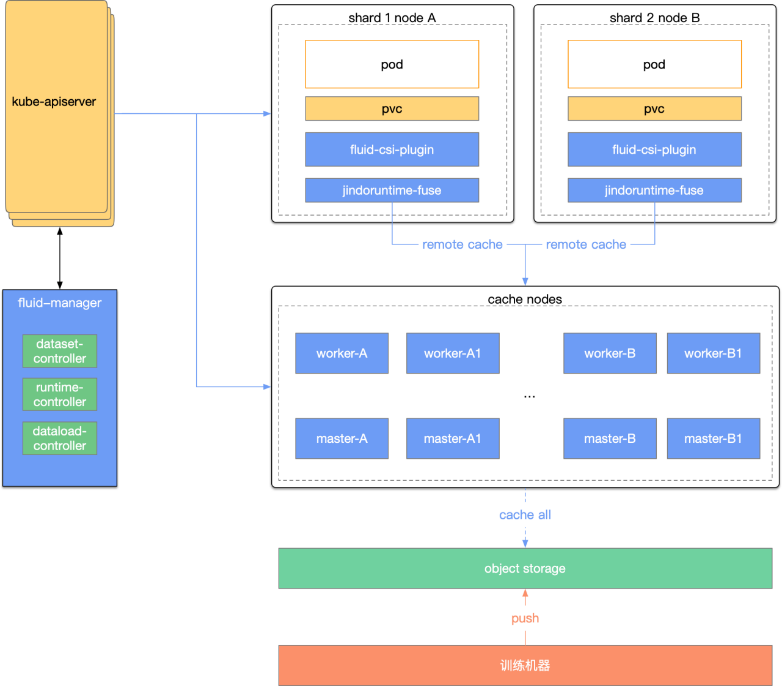 kube-apiserver
fluid-manager
dataset-
controller
runtime-
controller
dataload-
controller
shard 1 node A
pod
pvc
fluid-csi-plugin
jindoruntime-fuse
shard 2 node B
pod
pvc
fluid-csi-plugin
jindoruntime-fuse
remote cache
remote cache
cache nodes
worker-A
worker-A1
worker-B
worker-B1
...
master-A
master-A1
master-B
master-B1
cache all
object storage
push
训练机器